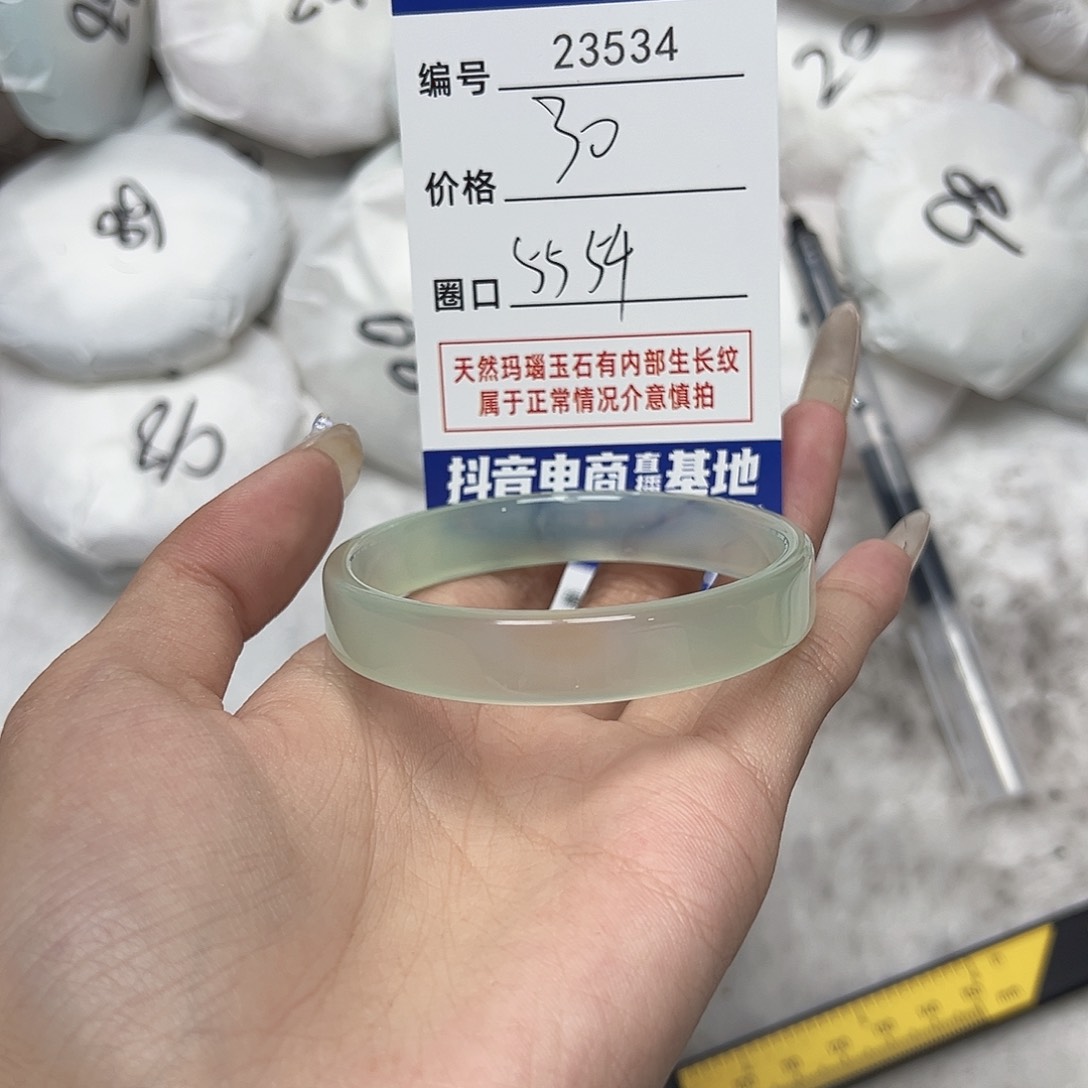 编号 23534
价格 30
圈口 55 54
天然玛瑙玉石有内部生长纹
属于正常情况介意慎拍
抖音电商直播基地
20